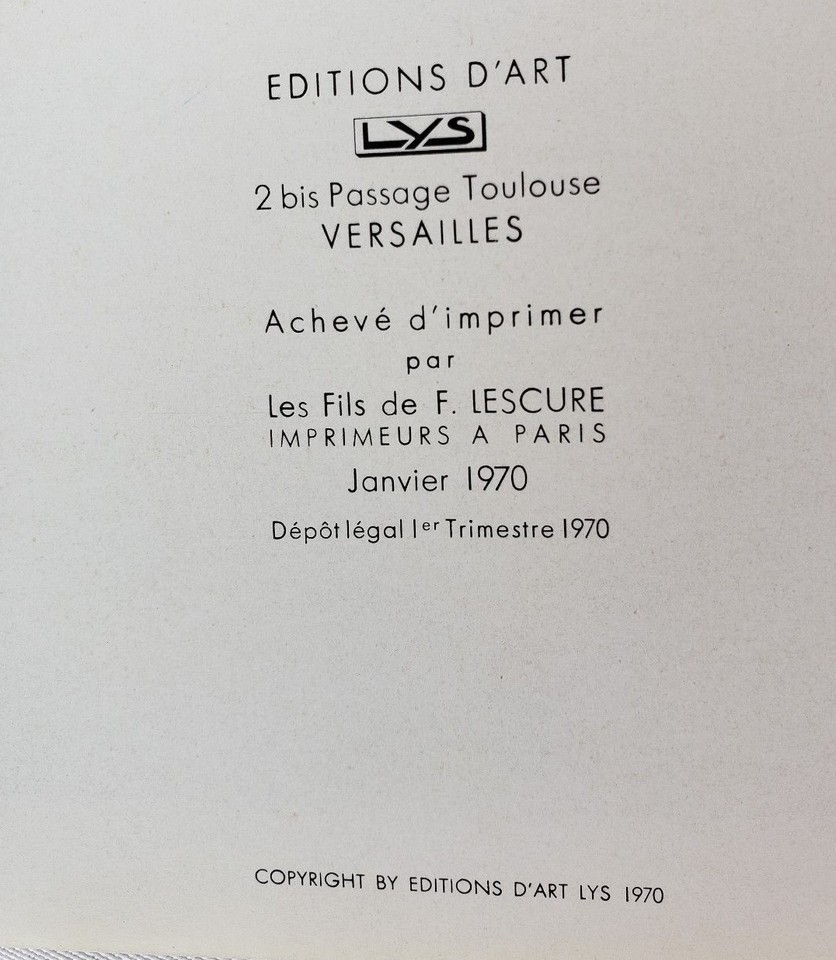 EDITIONS D'ART
LYS
2 bis Passage Toulouse
VERSAILLES
Achevé d'imprimer
par
Les Fils de F. LESCURE
IMPRIMEURS A PARIS
Janvier 1970
Dépôt légal 1er Trimestre 1970
COPYRIGHT BY EDITIONS D'ART LYS 1970